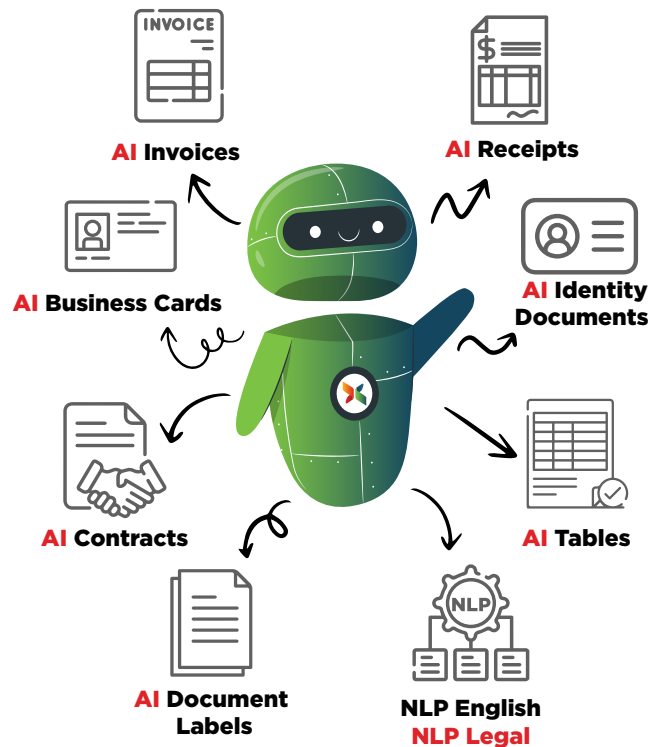 INVOICE
AI Invoices
$
AI Receipts
AI Business Cards
AI Identity
Documents
AI Contracts
AI Tables
AI Document
Labels
NLP
NLP English
NLP Legal